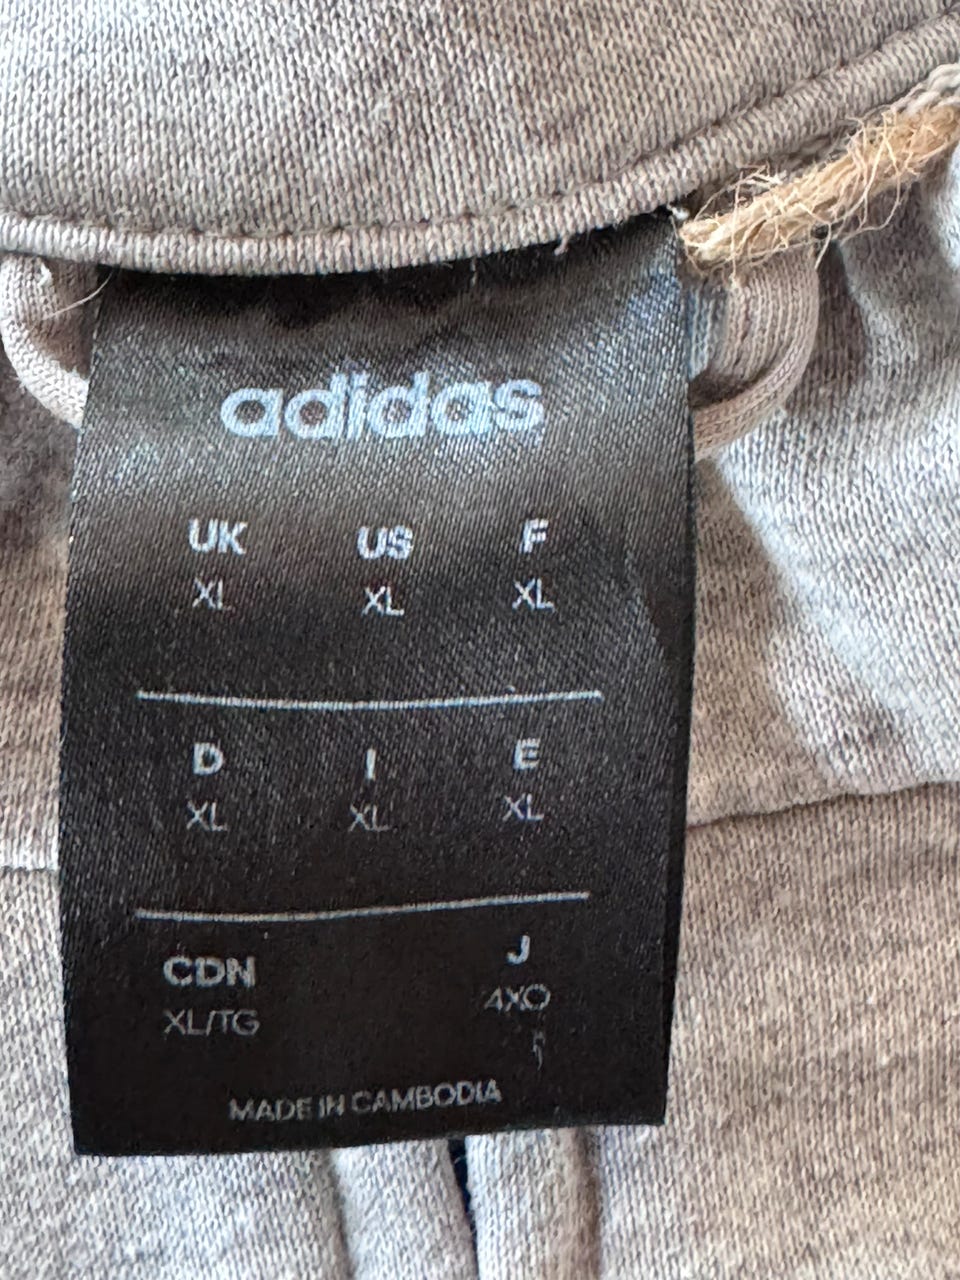 adidas
UK US F
XL XL XL
D I E
XL XL XL
CDN J
XL/TG 4XO
MADE IN CAMBODIA